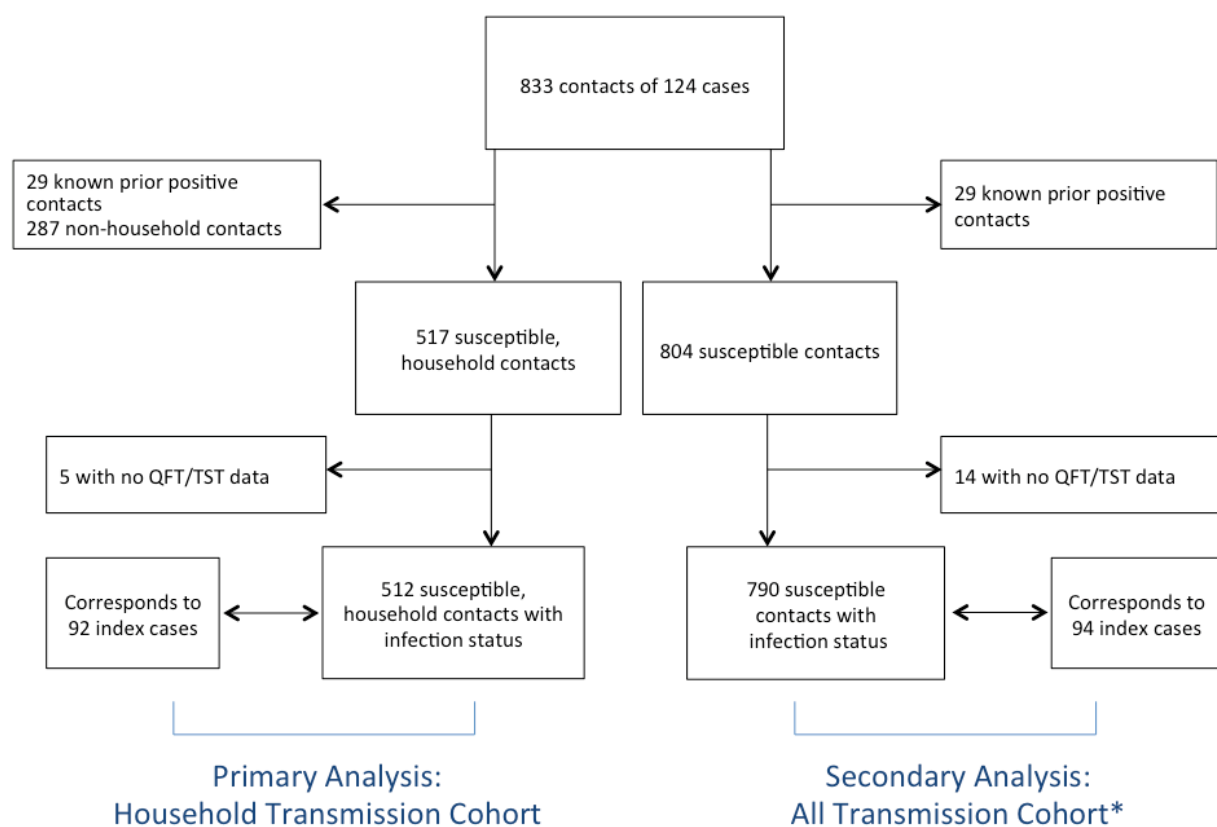 833 contacts of 124 cases
29 known prior positive
contacts
287 non-household contacts
29 known prior positive
contacts
517 susceptible,
household contacts
804 susceptible contacts
5 with no QFT/TST data
14 with no QFT/TST data
Corresponds to
92 index cases
512 susceptible,
household contacts with
infection status
790 susceptible
contacts with
infection status
Corresponds to
94 index cases
Primary Analysis:
Household Transmission Cohort
Secondary Analysis:
All Transmission Cohort*